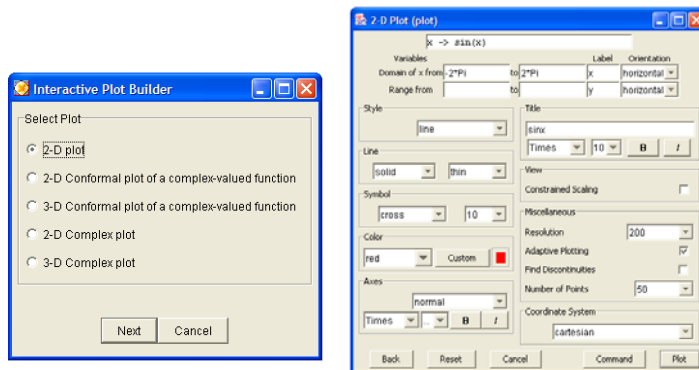 Interactive Plot Builder
Select Plot
2-D plot
2-D Conformal plot of a complex-valued function
3-D Conformal plot of a complex-valued function
2-D Complex plot
3-D Complex plot
Next Cancel
2-D Plot (plot)
x -> sin(x)
Variables Label Orientation
Domain of x from -2*Pi to 2*Pi x horizontal
Range from to y horizontal
Style
line
Line
solid thin
Symbol
cross 10
Color
red Custom
Axes
normal
Times ... B I
Title
sinx
Times 10 B I
View
Constrained Scaling
Miscellaneous
Resolution 200
Adaptive Plotting
Find Discontinuities
Number of Points 50
Coordinate System
cartesian
Back Reset Cancel Command Plot